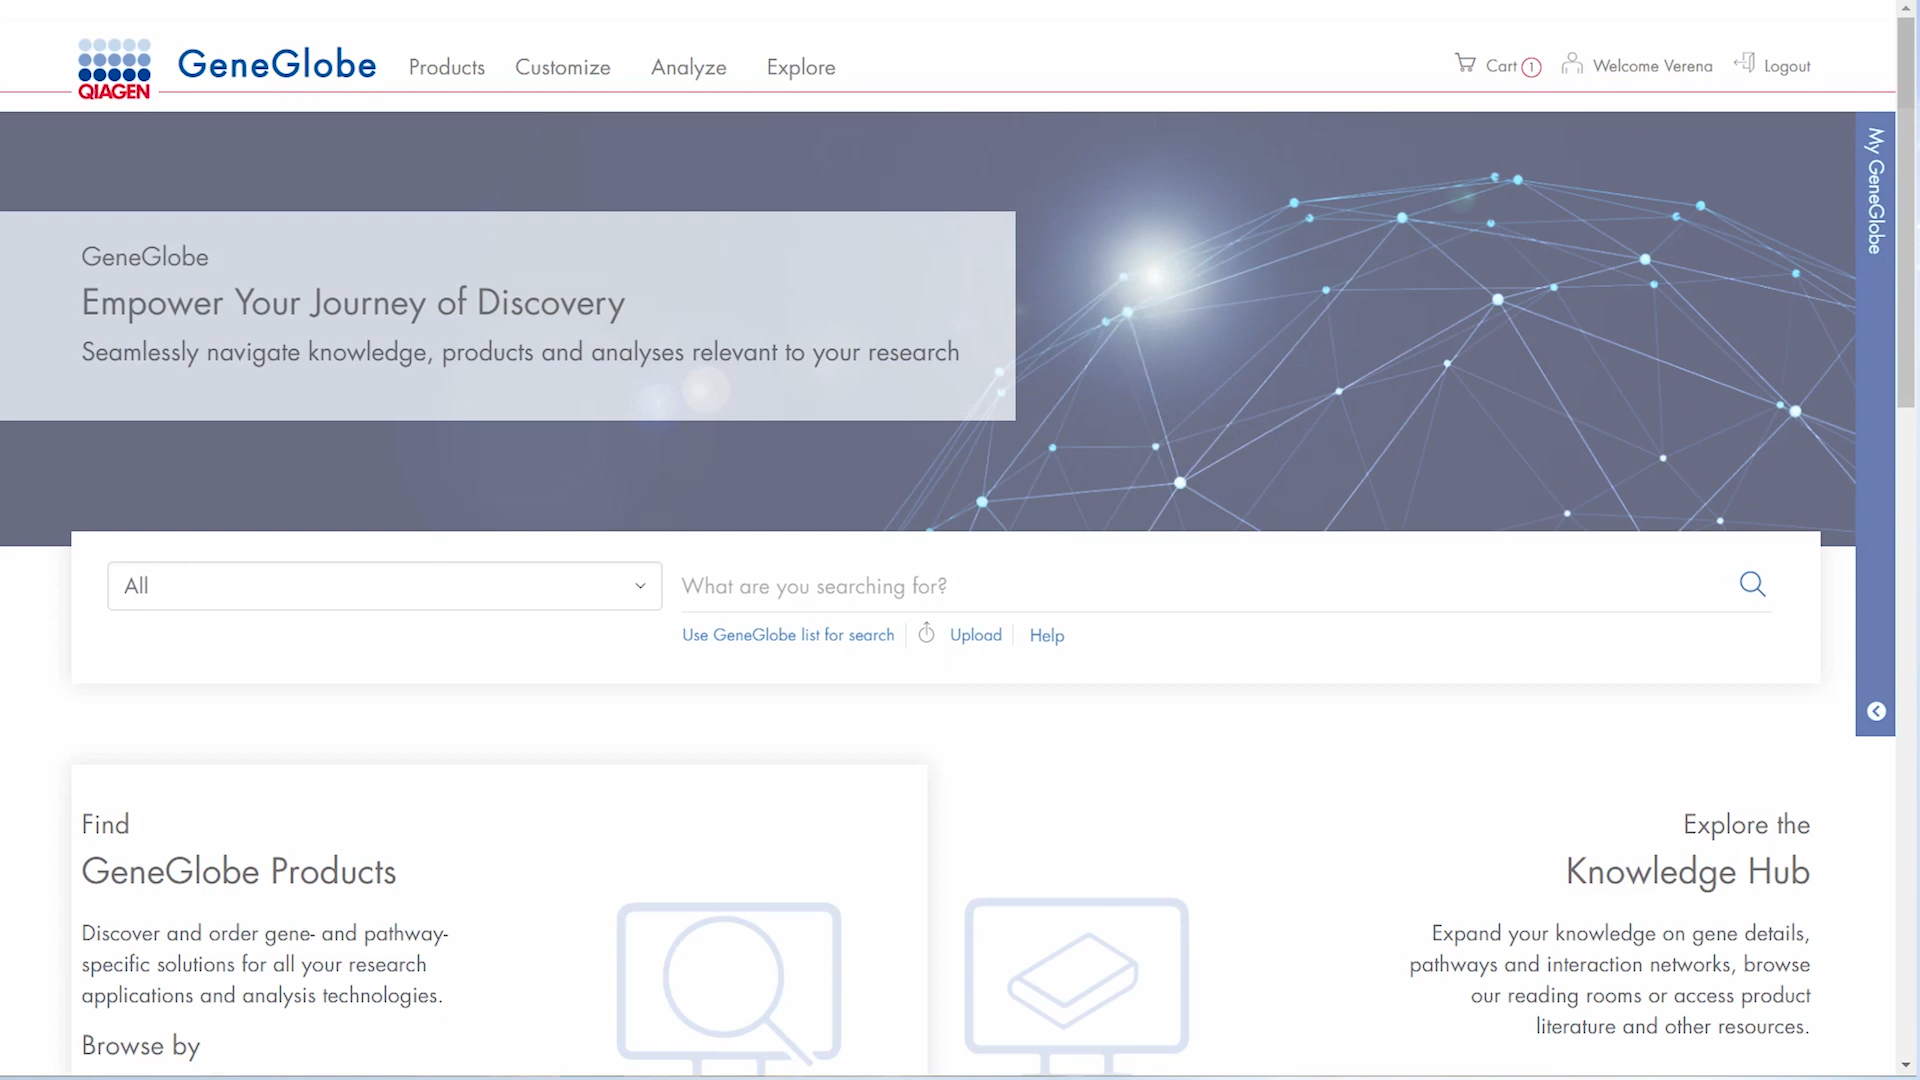 QIAGEN
GeneGlobe
Products
Customize
Analyze
Explore
Cart 1
Welcome Verena
Logout
My GeneGlobe
GeneGlobe
Empower Your Journey of Discovery
Seamlessly navigate knowledge, products and analyses relevant to your research
All
What are you searching for?
Use GeneGlobe list for search
Upload
Help
Find
GeneGlobe Products
Discover and order gene- and pathway-
specific solutions for all your research
applications and analysis technologies.
Browse by
Explore the
Knowledge Hub
Expand your knowledge on gene details,
pathways and interaction networks, browse
our reading rooms or access product
literature and other resources.